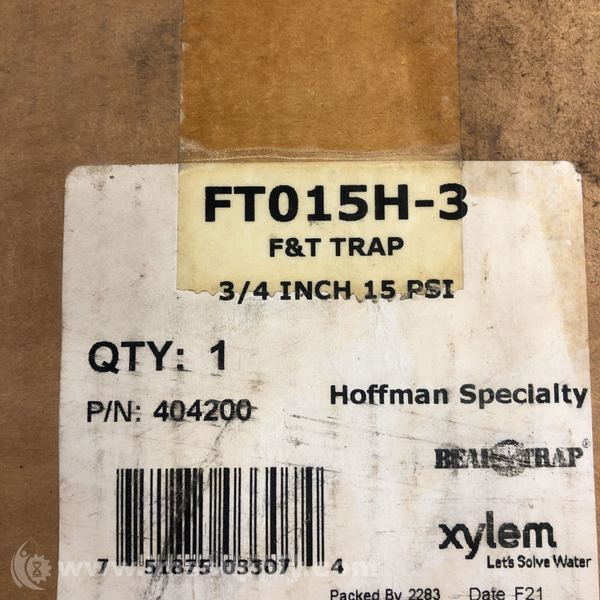 FT015H-3
F&T TRAP
3/4 INCH 15 PSI
QTY: 1
P/N: 404200
Hoffman Specialty
BEAR TRAP
xylem
Let's Solve Water
7 51875 03307 4
Packed By 2283 Date F21